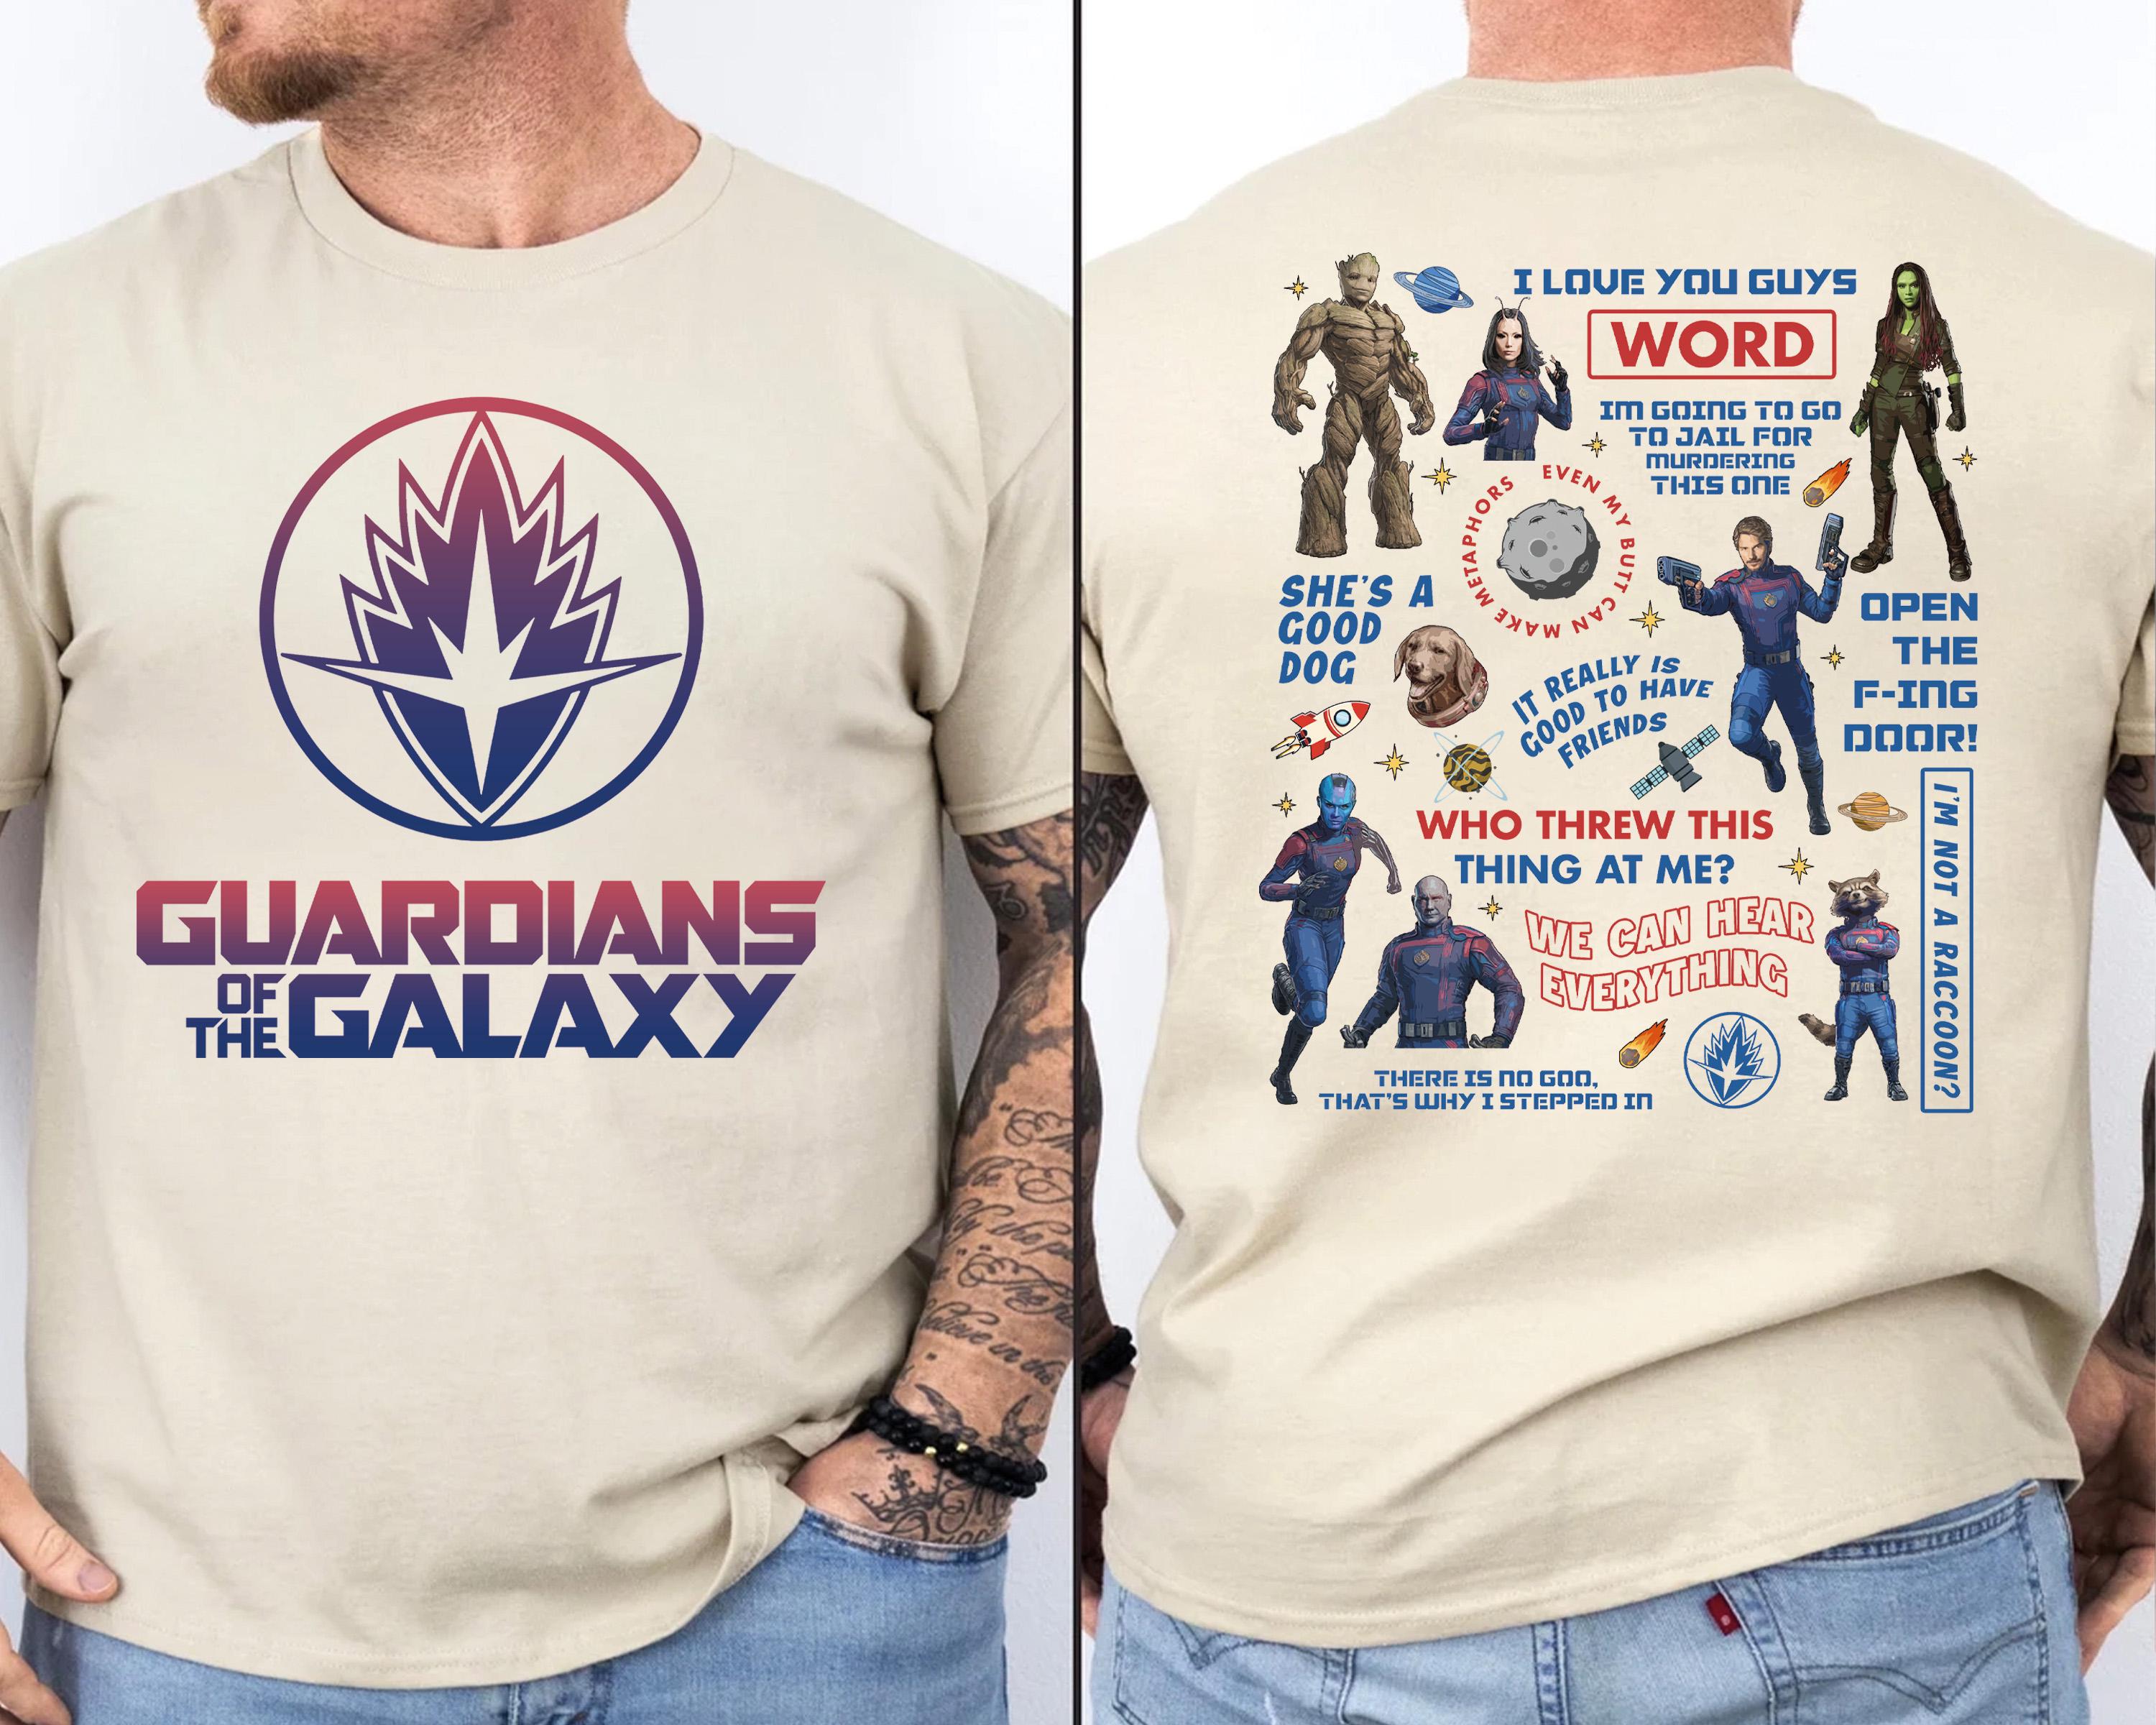 GUARDIANS
OF
THE GALAXY
I LOVE YOU GUYS
WORD
IM GOING TO GO
TO JAIL FOR
MURDERING
THIS ONE
EVEN MY BUTT CAN MAKE METAPHORS
SHE'S A
GOOD
DOG
IT REALLY IS
GOOD TO HAVE
FRIENDS
OPEN
THE
F-ING
DOOR!
WHO THREW THIS
THING AT ME?
WE CAN HEAR
EVERYTHING
I'M NOT A RACCOON?
THERE IS NO GOO,
THAT'S WHY I STEPPED IN